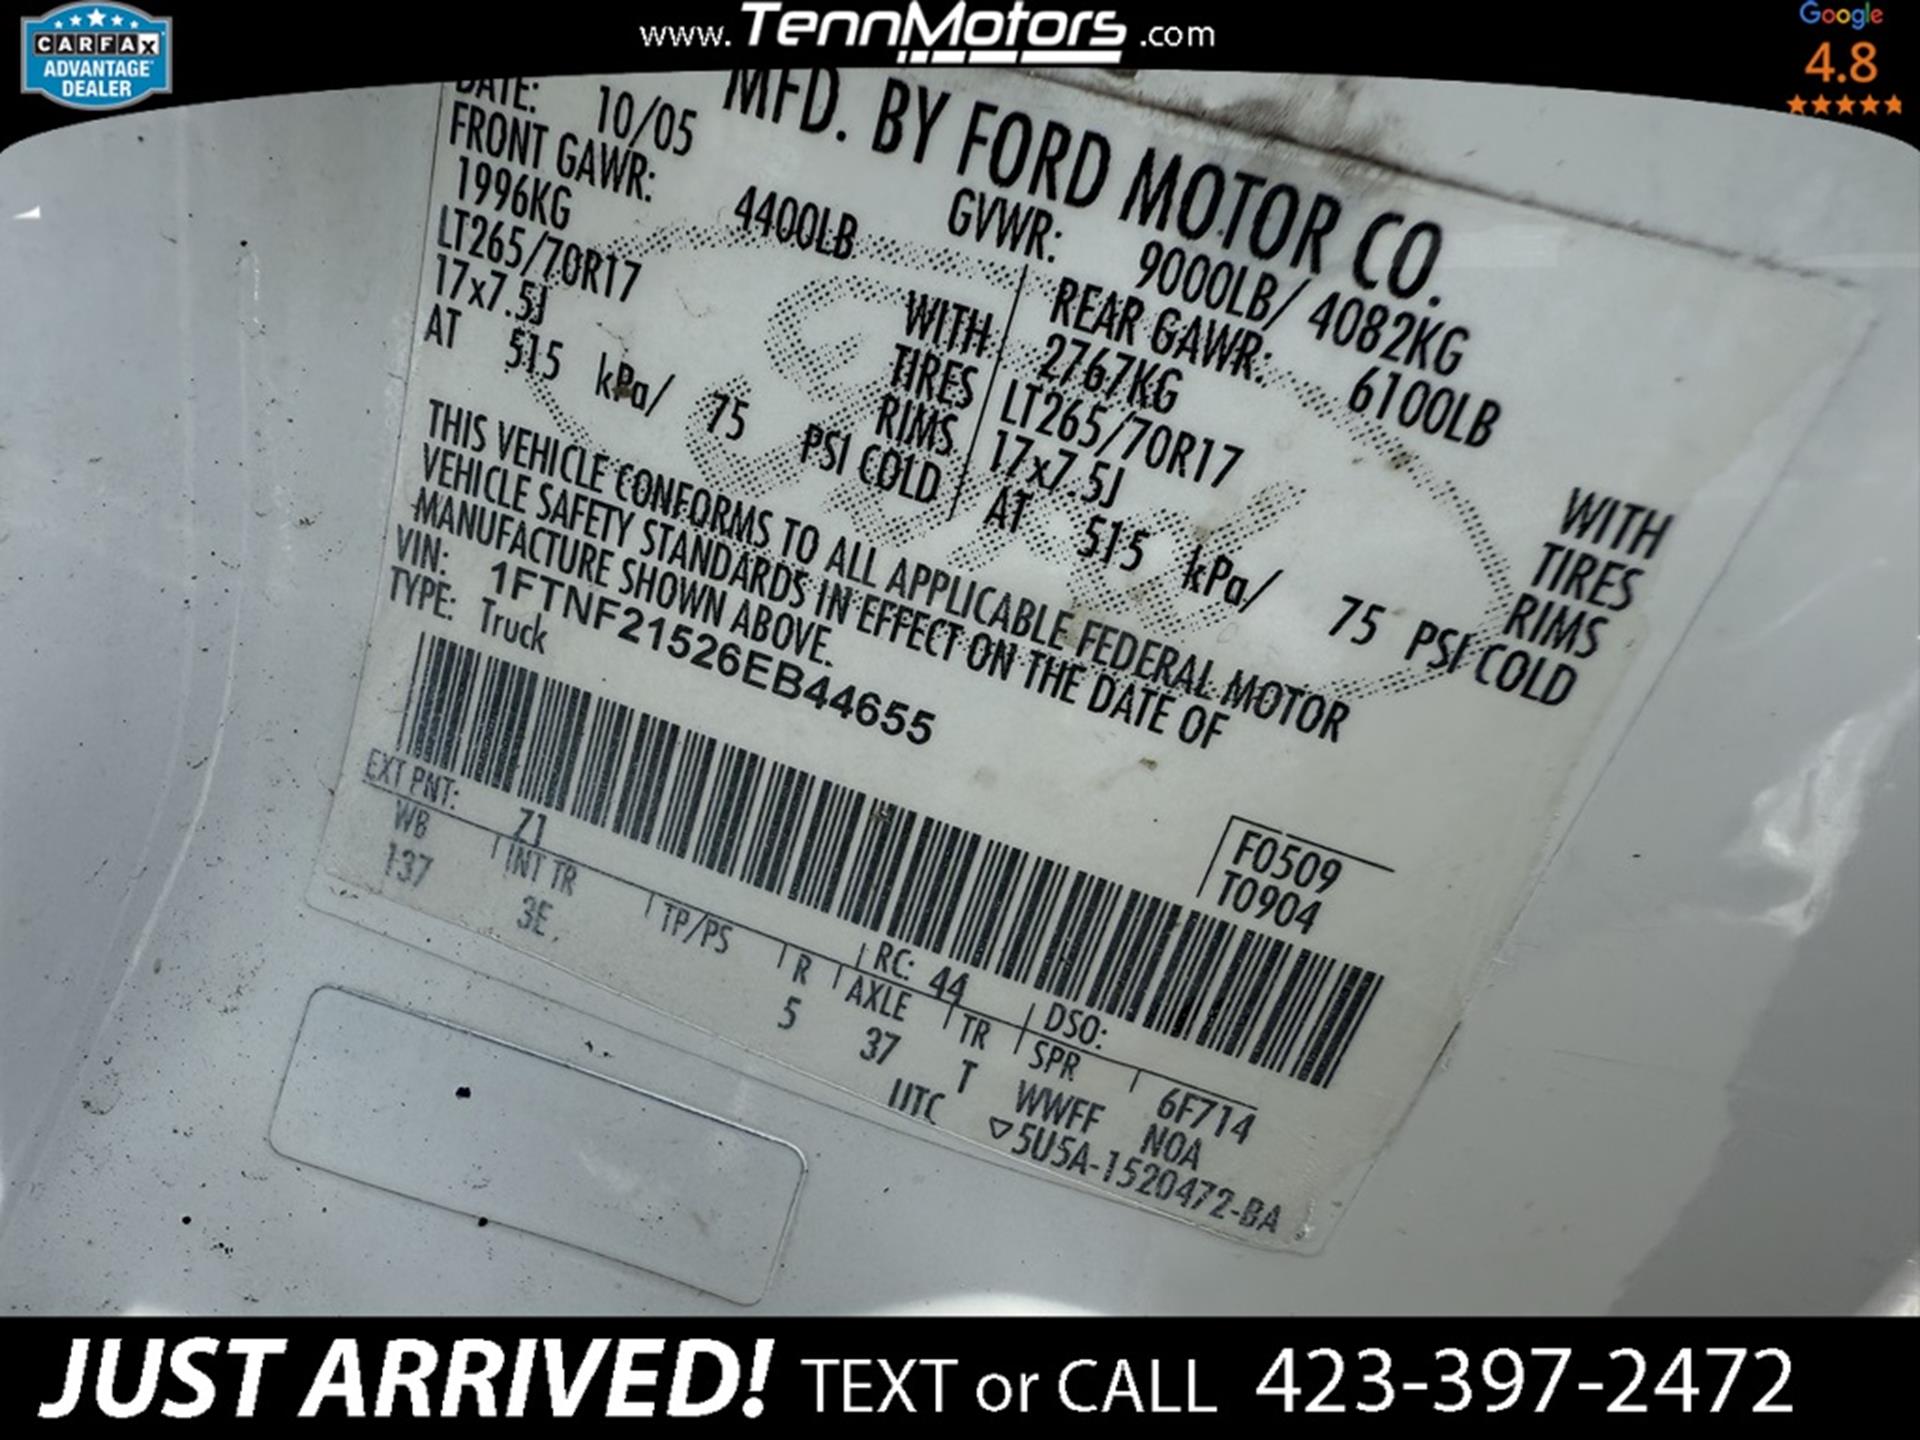 CARFAX
ADVANTAGE
DEALER
www.TennMotors.com
Google
4.8
MFD. BY FORD MOTOR CO.
DATE: 10/05 GVWR: 9000LB/ 4082KG
FRONT GAWR: 4400LB REAR GAWR: 6100LB
1996KG WITH 2767KG WITH
LT265/70R17 TIRES LT265/70R17 TIRES
17x7.5J RIMS 17x7.5J RIMS
AT 515 kPa/ 75 PSI COLD AT 515 kPa/ 75 PSI COLD
THIS VEHICLE CONFORMS TO ALL APPLICABLE FEDERAL MOTOR
VEHICLE SAFETY STANDARDS IN EFFECT ON THE DATE OF
MANUFACTURE SHOWN ABOVE.
VIN: 1FTNF21526EB44655
TYPE: Truck
F0509
T0904
EXT PNT: Z1 RC: 44 DSO:
WB INT TR TP/PS R AXLE TR SPR 6F714
137 3E 5 37 T WWFF NOA
UTC ▽5U5A-1520472-BA
JUST ARRIVED! TEXT or CALL 423-397-2472